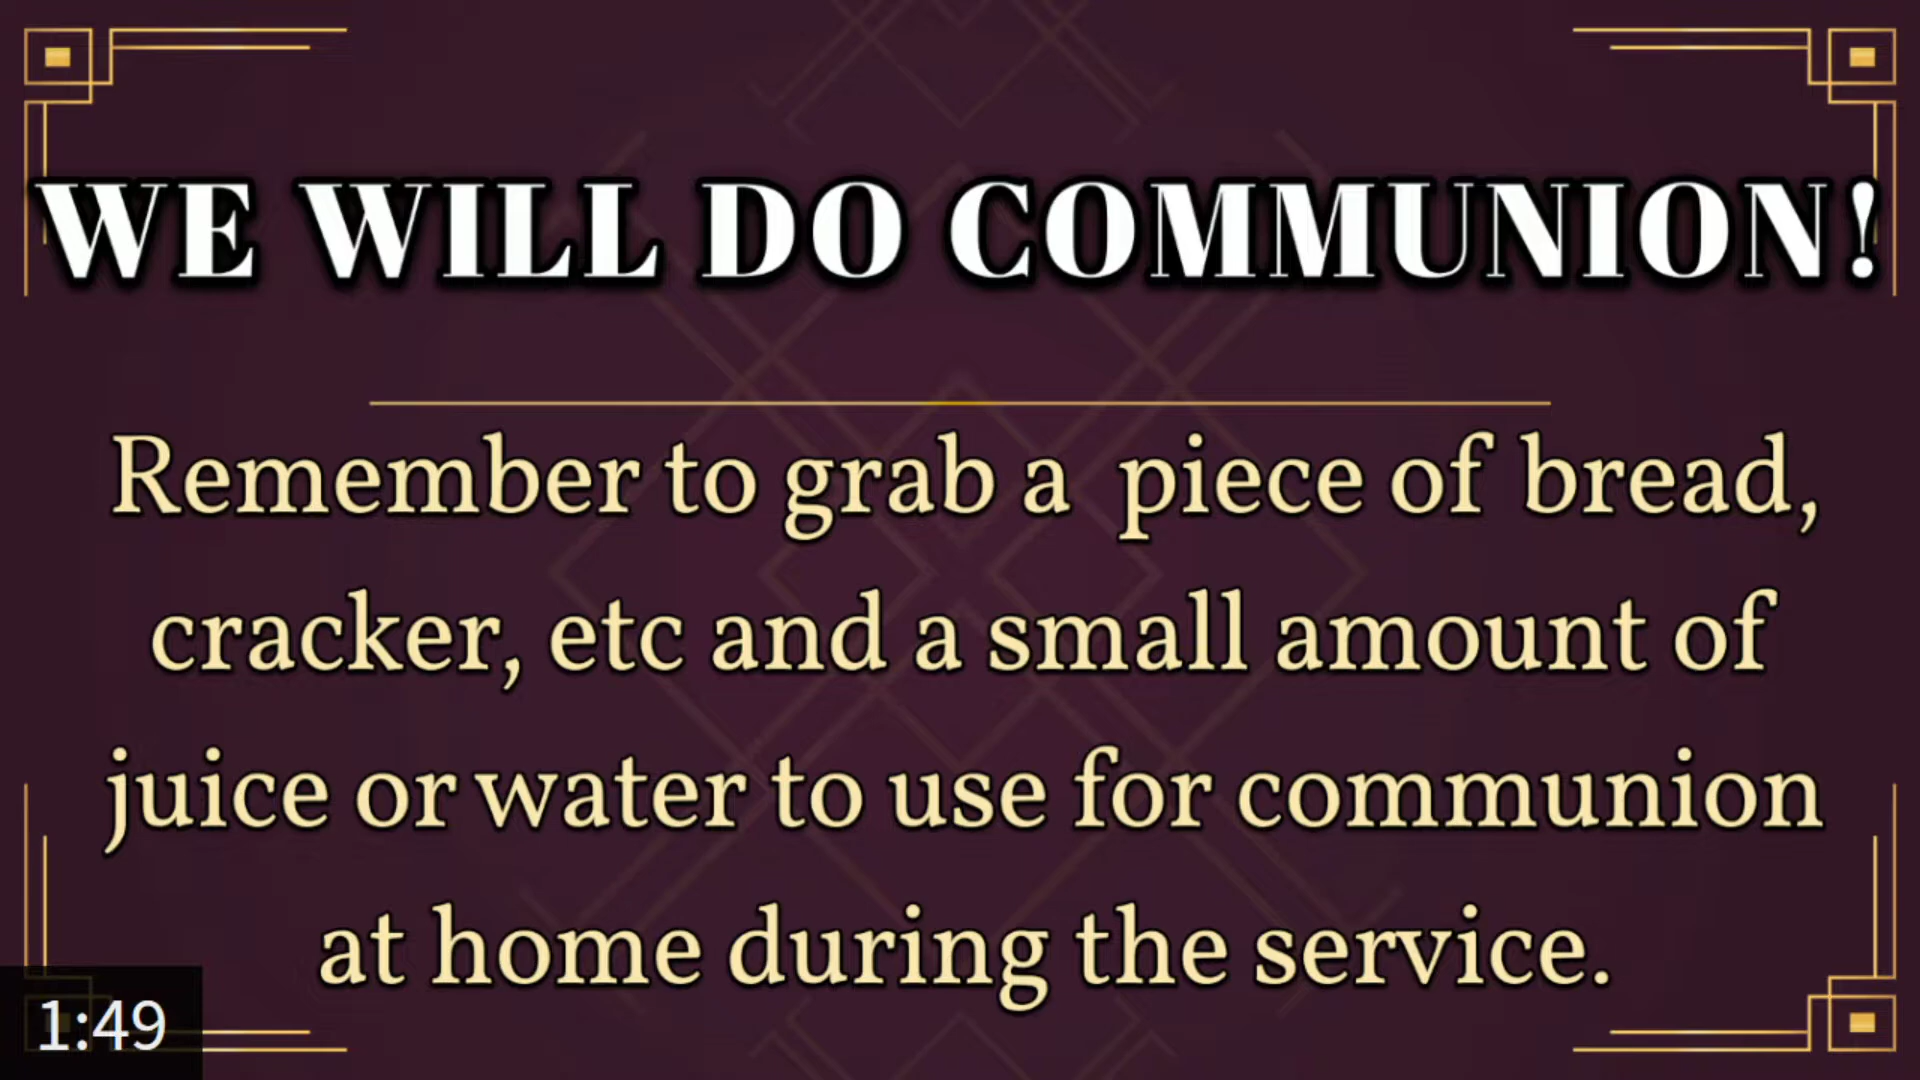 WE WILL DO COMMUNION!
Remember to grab a  piece of bread,
cracker, etc and a small amount of
juice or water to use for communion
at home during the service.
1:49